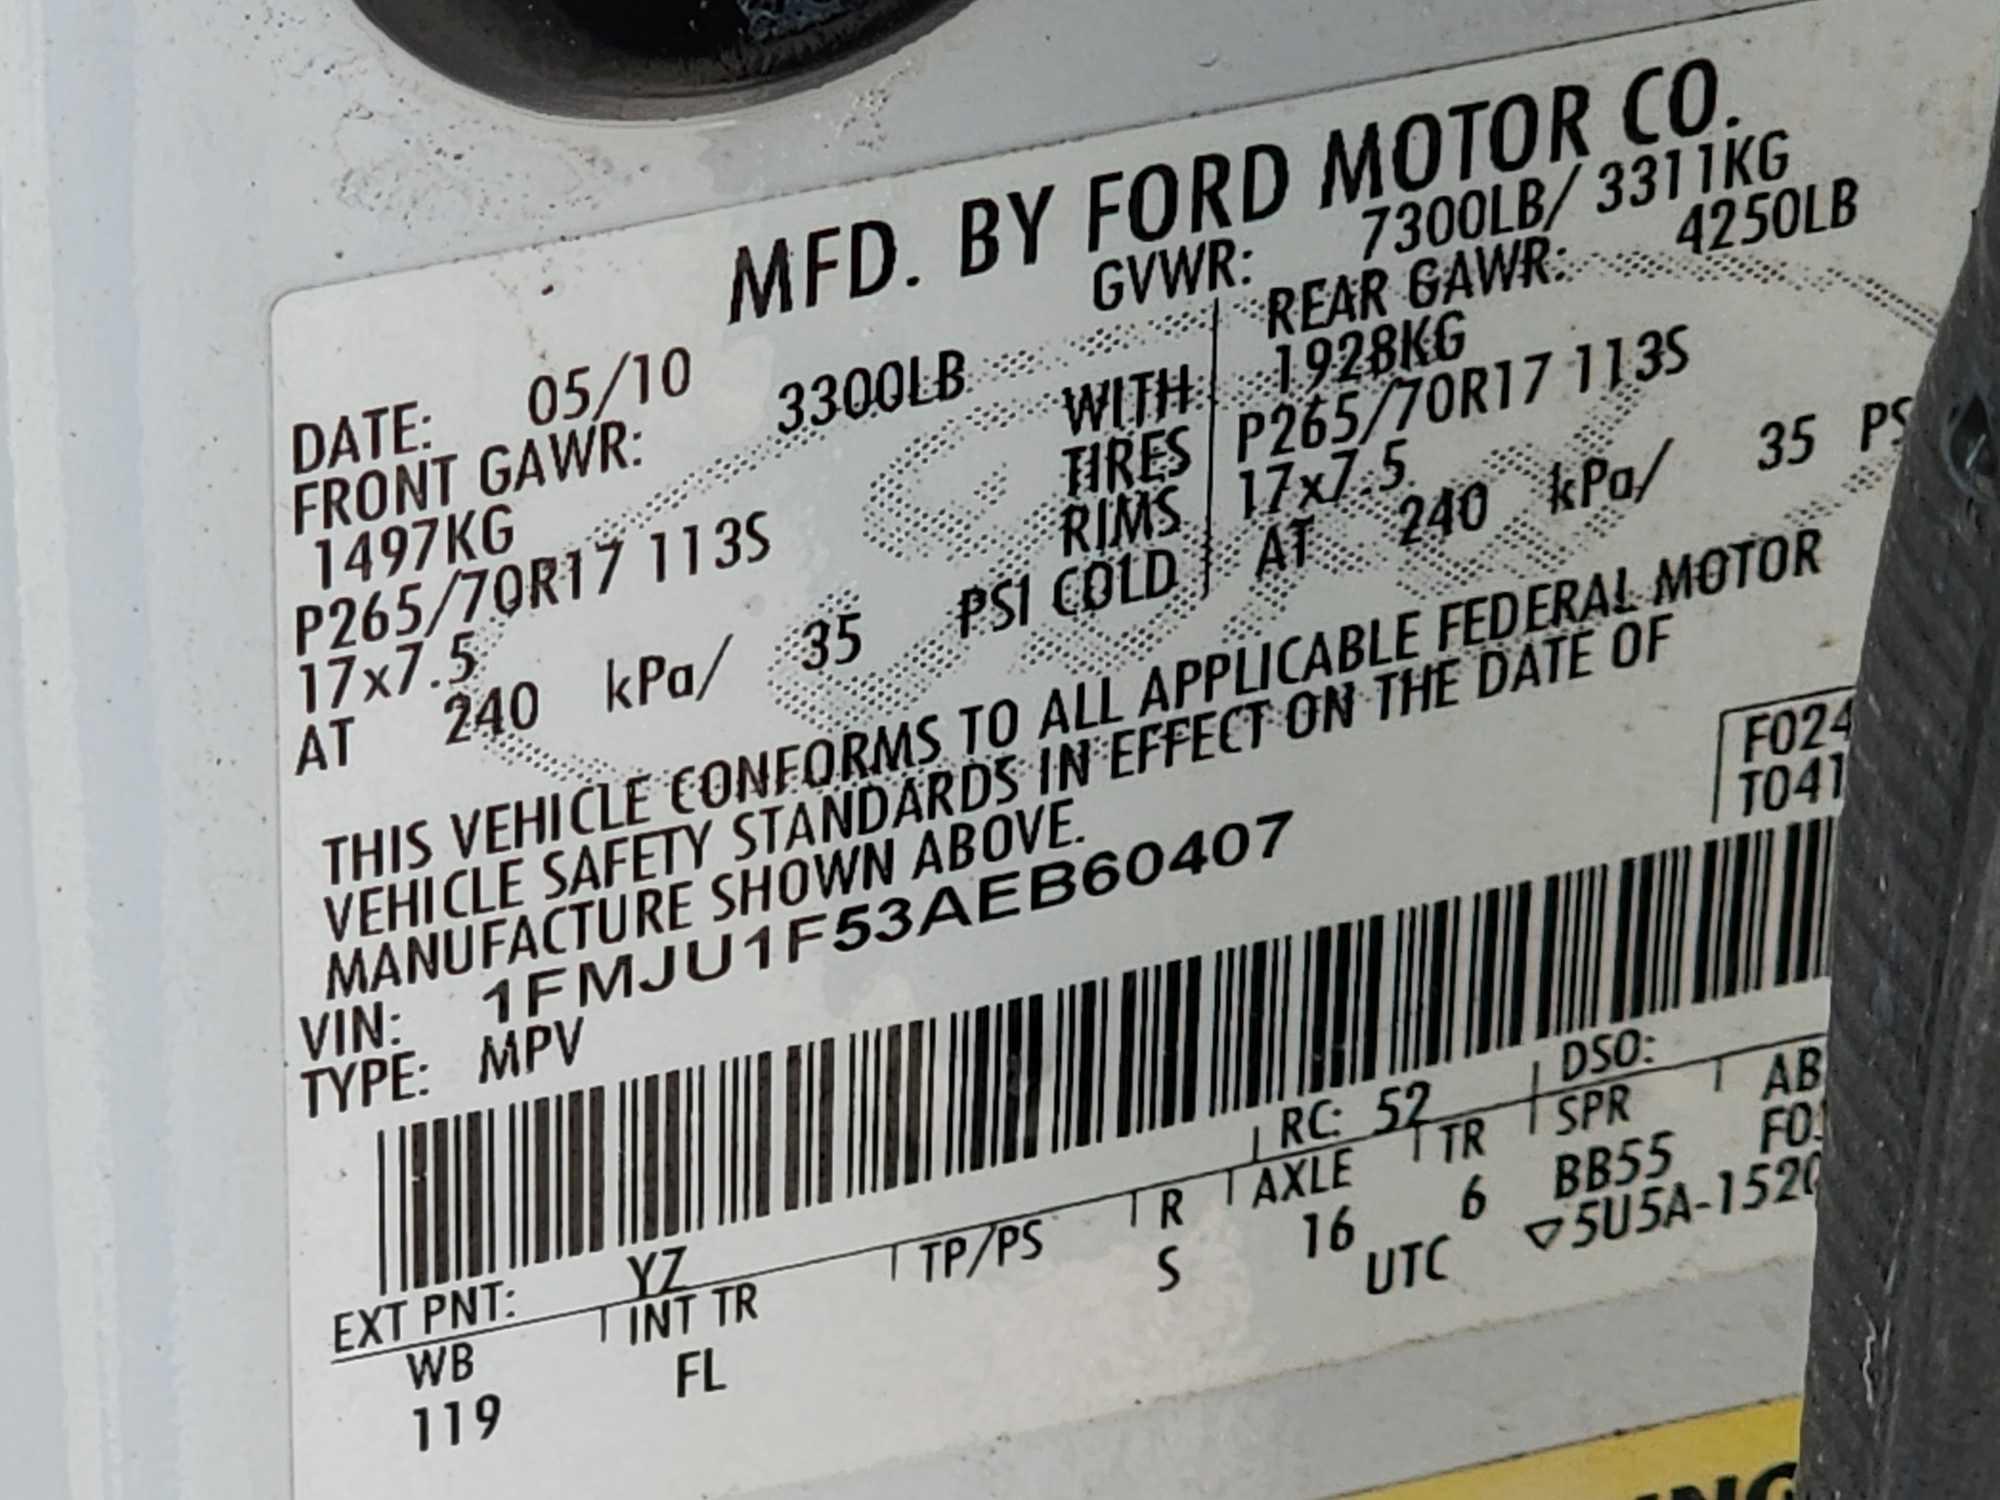 MFD. BY FORD MOTOR CO.
DATE: 05/10 GVWR: 7300LB/ 3311KG
FRONT GAWR: 3300LB REAR GAWR: 4250LB
1497KG WITH 1928KG
P265/70R17 113S TIRES P265/70R17 113S
17x7.5 RIMS 17x7.5
AT 240 kPa/ 35 PSI COLD AT 240 kPa/ 35 PS
THIS VEHICLE CONFORMS TO ALL APPLICABLE FEDERAL MOTOR
VEHICLE SAFETY STANDARDS IN EFFECT ON THE DATE OF
MANUFACTURE SHOWN ABOVE.
F024
T041
VIN: 1FMJU1F53AEB60407
TYPE: MPV
EXT PNT: YZ RC: 52 DSO:
WB INT TR TP/PS R AXLE TR SPR AB
119 FL S 16 6 BB55 F0
UTC ▽5U5A-1520